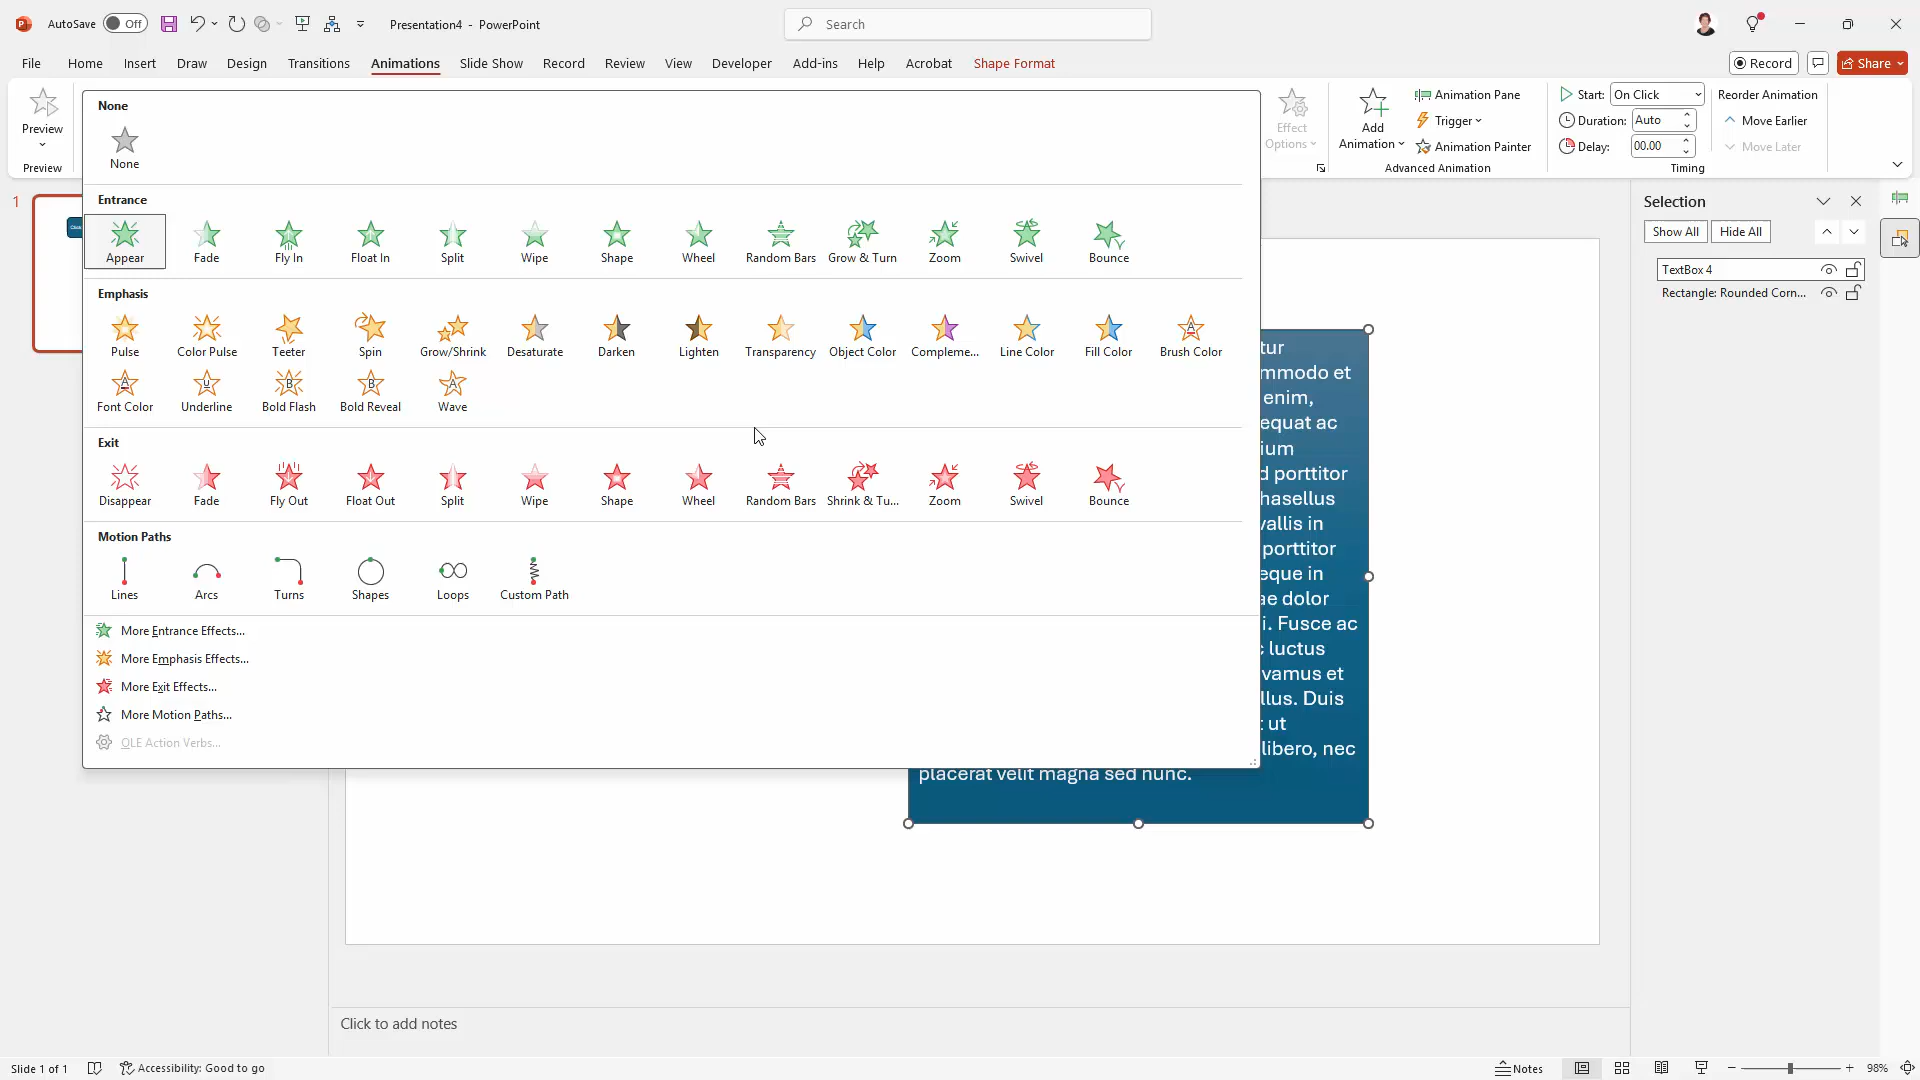 AutoSave Off Presentation4 - PowerPoint Search
File Home Insert Draw Design Transitions Animations Slide Show Record Review View Developer Add-ins Help Acrobat Shape Format Record Share
Preview
Preview
None
None
Entrance
Appear Fade Fly In Float In Split Wipe Shape Wheel Random Bars Grow & Turn Zoom Swivel Bounce
Emphasis
Pulse Color Pulse Teeter Spin Grow/Shrink Desaturate Darken Lighten Transparency Object Color Compleme... Line Color Fill Color Brush Color
Font Color Underline Bold Flash Bold Reveal Wave
Exit
Disappear Fade Fly Out Float Out Split Wipe Shape Wheel Random Bars Shrink & Tu... Zoom Swivel Bounce
Motion Paths
Lines Arcs Turns Shapes Loops Custom Path
More Entrance Effects...
More Emphasis Effects...
More Exit Effects...
More Motion Paths...
OLE Action Verbs...
Effect
Options
Add
Animation
Animation Pane
Trigger
Animation Painter
Advanced Animation
Start: On Click
Duration: Auto
Delay: 00.00
Reorder Animation
Move Earlier
Move Later
Timing
1
tur
mmodo et
enim,
equat ac
ium
d porttitor
hasellus
vallis in
porttitor
eque in
ae dolor
i. Fusce ac
c luctus
vamus et
llus. Duis
t ut
libero, nec
placerat velit magna sed nunc.
Selection
Show All Hide All
TextBox 4
Rectangle: Rounded Corn...
Click to add notes
Slide 1 of 1 Accessibility: Good to go Notes 98%